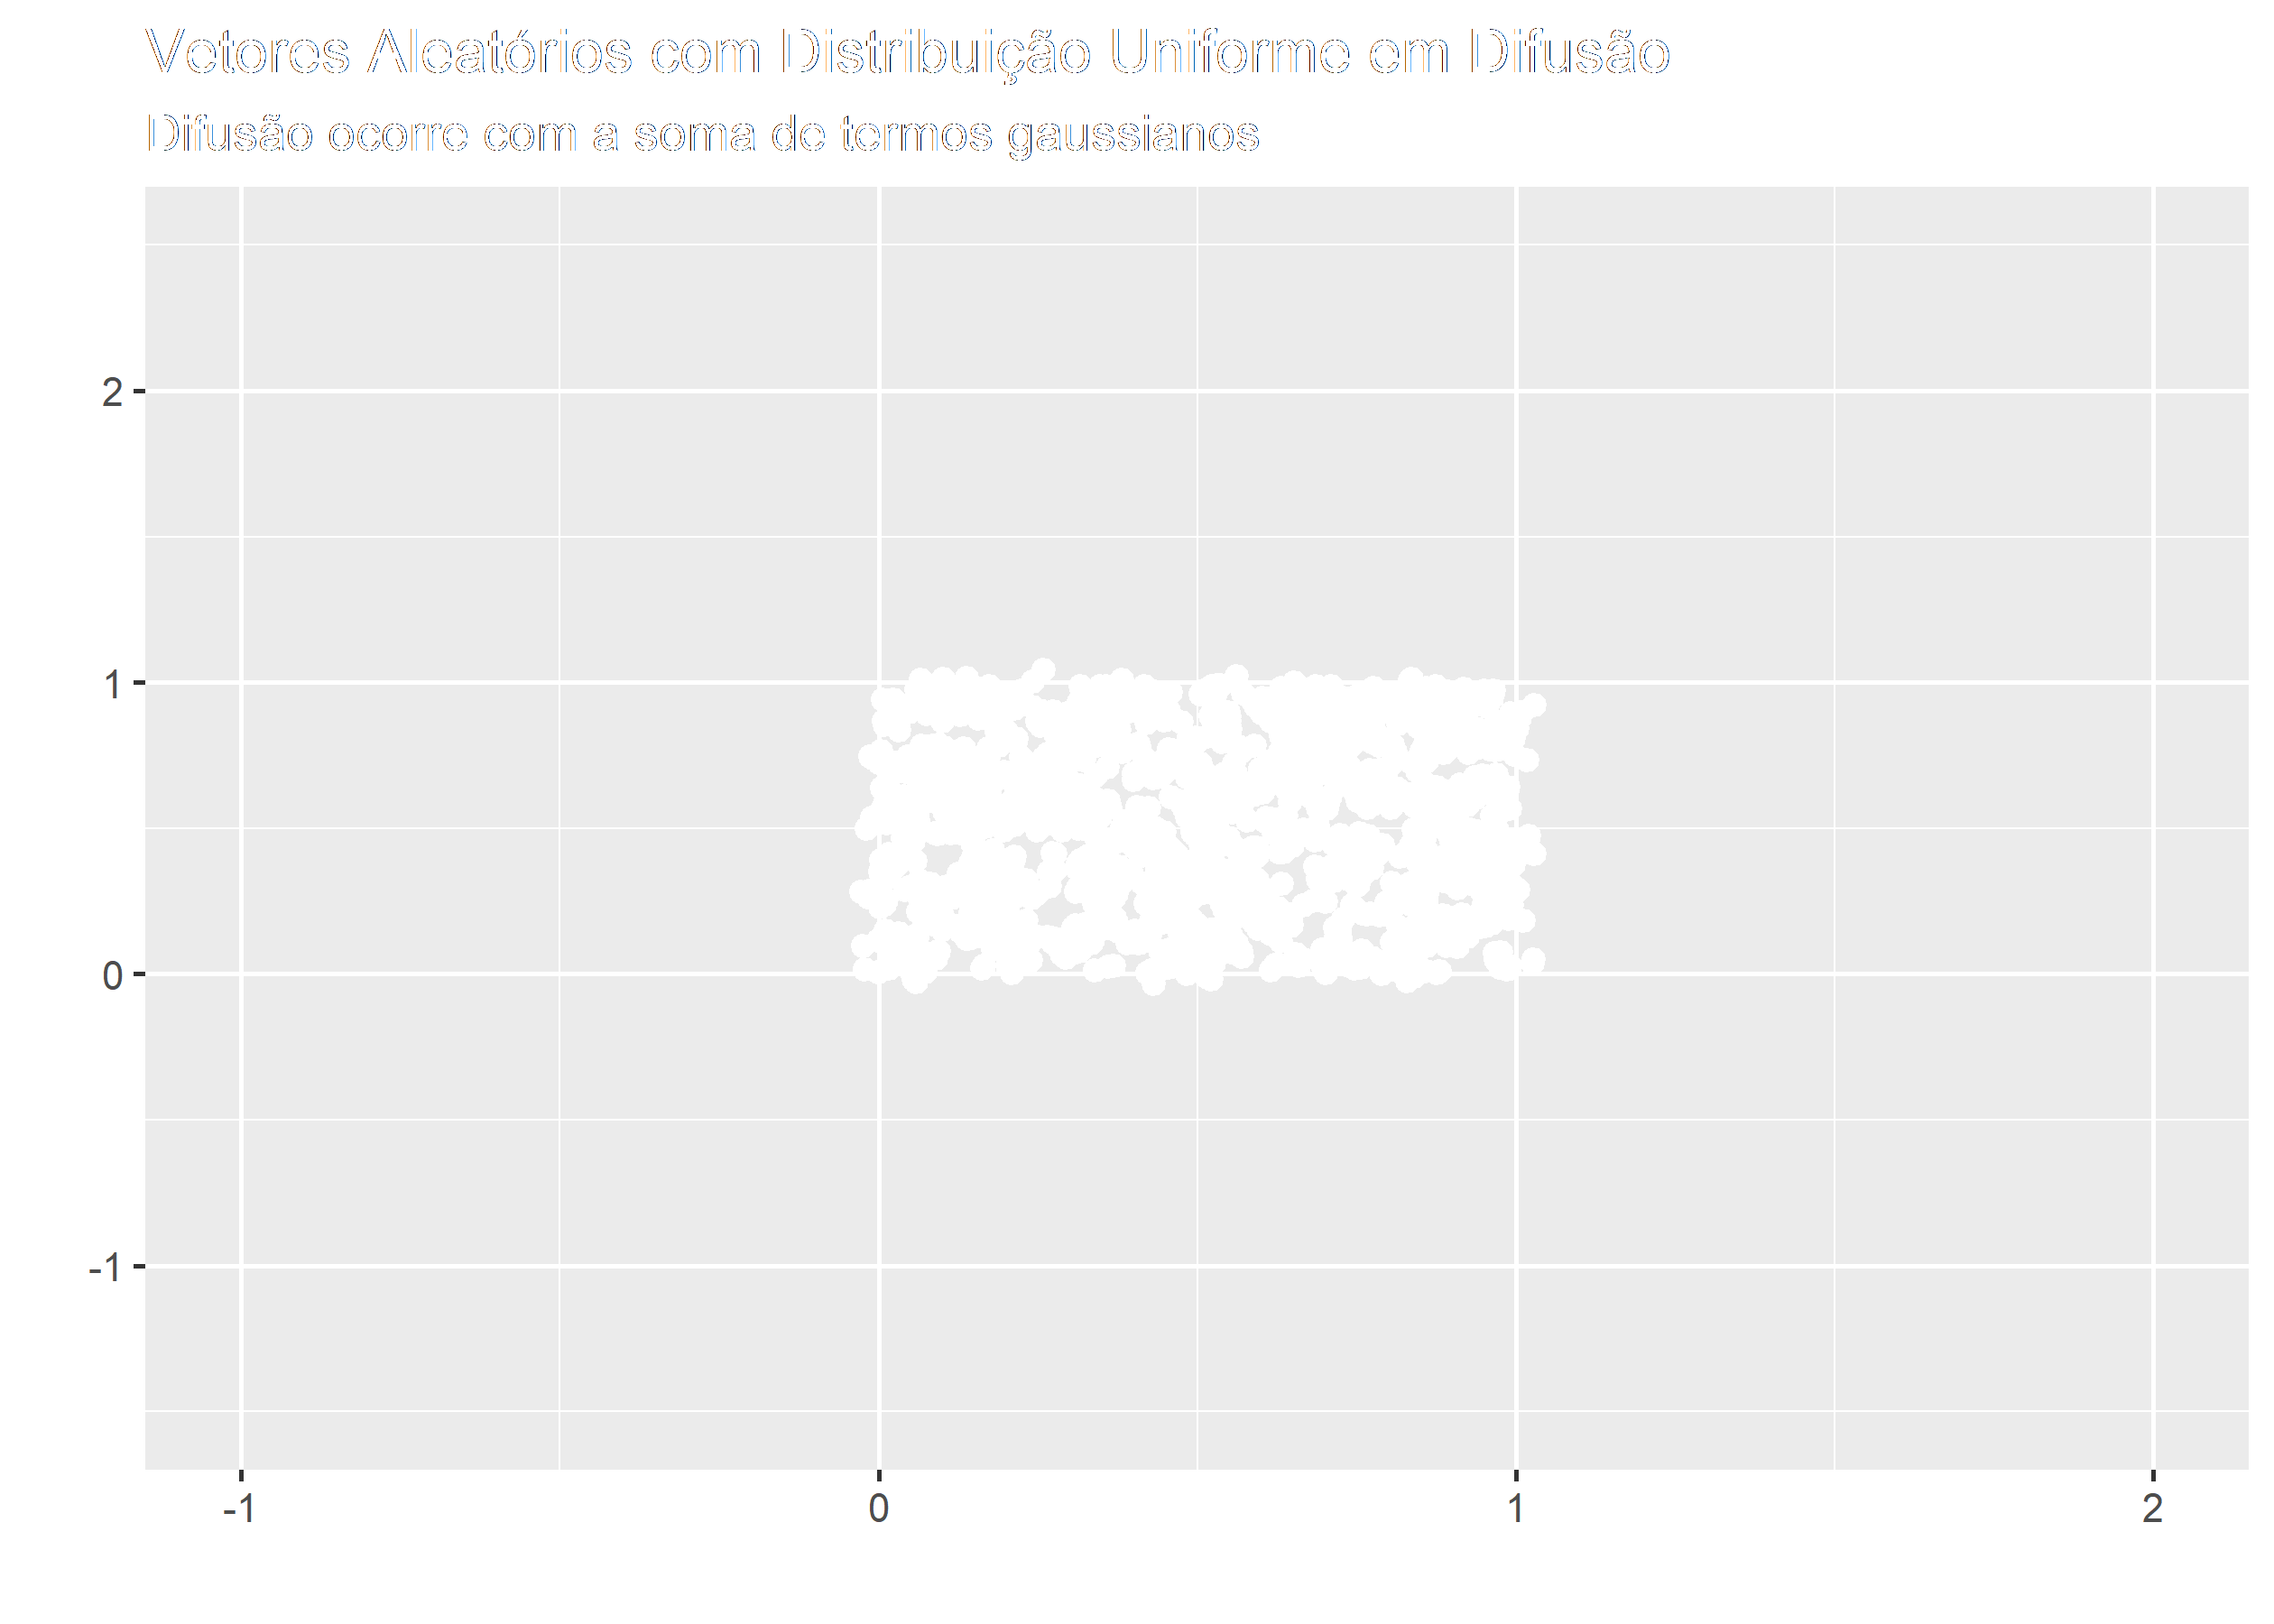 Vetores Aleatórios com Distribuição Uniforme em Difusão
Difusão ocorre com a soma de termos gaussianos
2
1
0
-1
-1 0 1 2